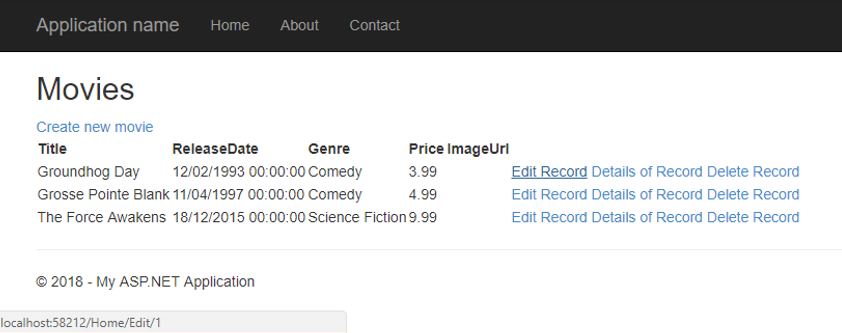 Application name Home About Contact
Movies
Create new movie
Title ReleaseDate Genre Price ImageUrl
Groundhog Day 12/02/1993 00:00:00 Comedy 3.99 Edit Record Details of Record Delete Record
Grosse Pointe Blank 11/04/1997 00:00:00 Comedy 4.99 Edit Record Details of Record Delete Record
The Force Awakens 18/12/2015 00:00:00 Science Fiction 9.99 Edit Record Details of Record Delete Record
© 2018 - My ASP.NET Application
localhost:58212/Home/Edit/1